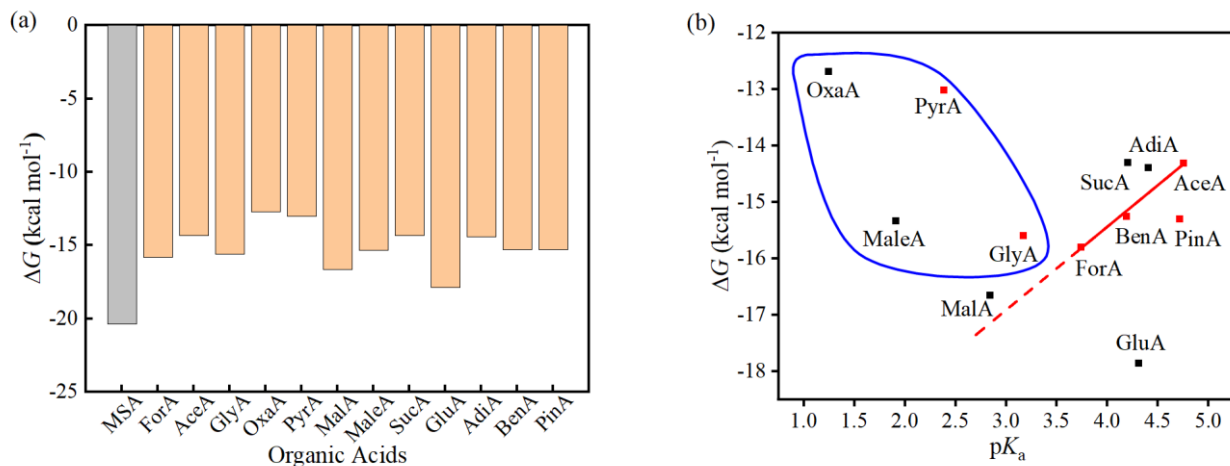 (a)
0
-5
-10
-15
-20
-25
ΔG (kcal mol⁻¹)
MSA
ForA
AceA
GlyA
OxaA
PyrA
MalA
MaleA
SucA
GluA
AdiA
BenA
PinA
Organic Acids
(b)
-12
-13
-14
-15
-16
-17
-18
ΔG (kcal mol⁻¹)
OxaA
PyrA
AdiA
SucA
AceA
MaleA
GlyA
BenA
PinA
ForA
MalA
GluA
1.0 1.5 2.0 2.5 3.0 3.5 4.0 4.5 5.0
pKₐ